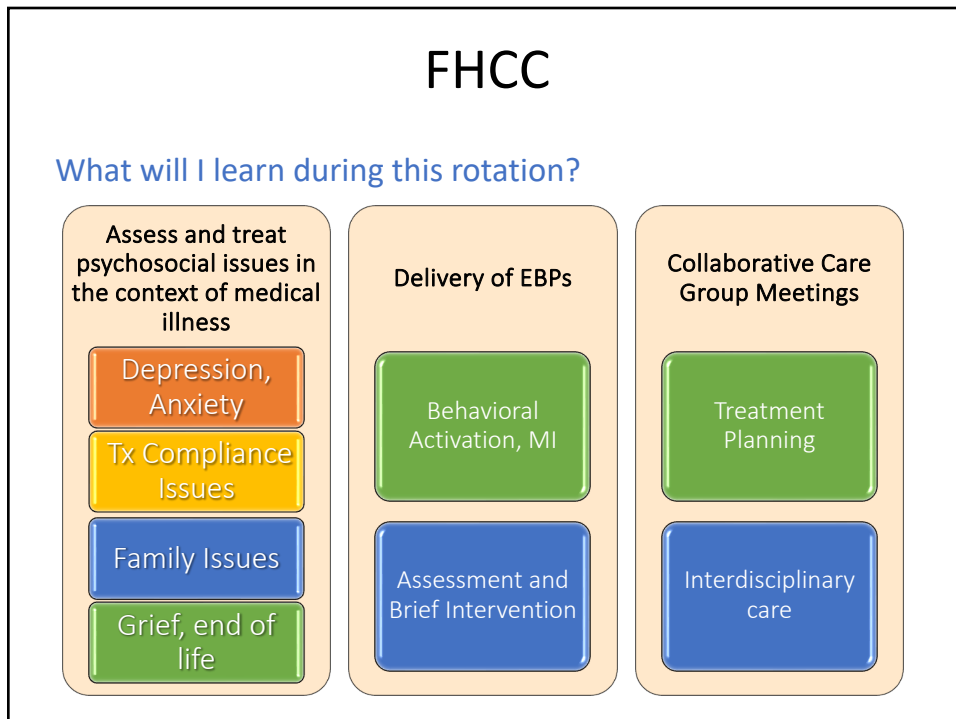 FHCC
What will I learn during this rotation?
Assess and treat
psychosocial issues in
the context of medical
illness
Depression,
Anxiety
Tx Compliance
Issues
Family Issues
Grief, end of
life
Delivery of EBPs
Behavioral
Activation, MI
Assessment and
Brief Intervention
Collaborative Care
Group Meetings
Treatment
Planning
Interdisciplinary
care